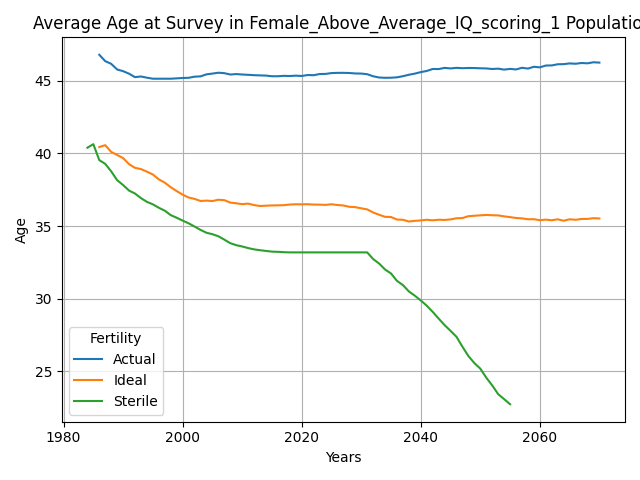 Average Age at Survey in Female_Above_Average_IQ_scoring_1 Populatio
45
40
35
30
25
Age
Fertility
Actual
Ideal
Sterile
1980
2000
2020
2040
2060
Years